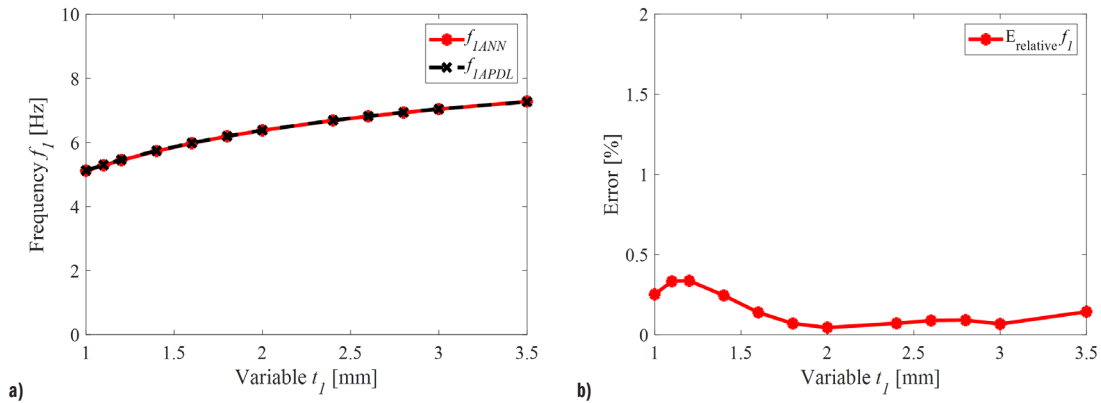 10
8
6
4
2
0
Frequency f1 [Hz]
f1ANN
f1APDL
1
1.5
2
2.5
3
3.5
Variable t1 [mm]
a)
2
1.5
1
0.5
0
Error [%]
Erelative f1
1
1.5
2
2.5
3
3.5
Variable t1 [mm]
b)